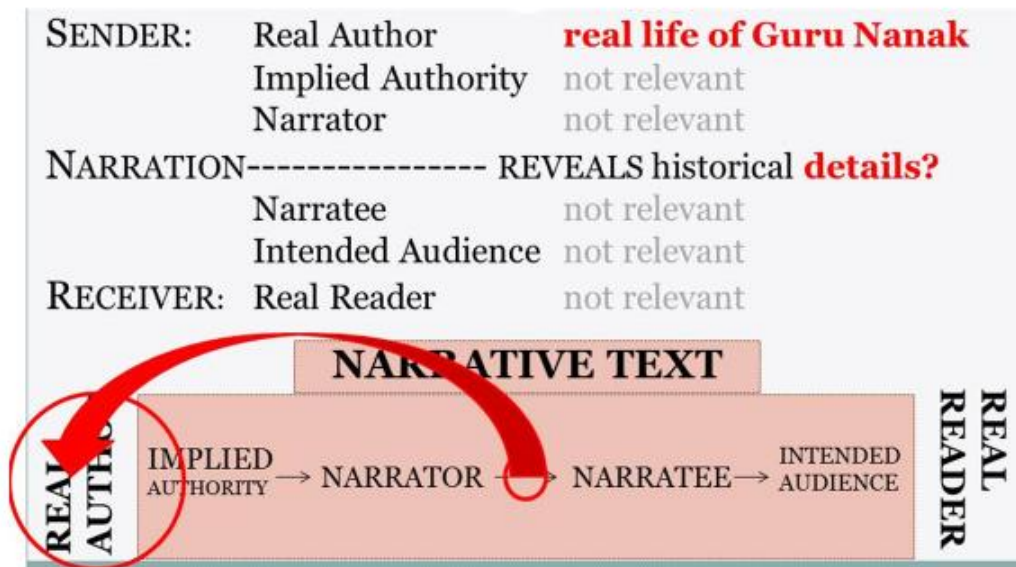 SENDER: Real Author real life of Guru Nanak
Implied Authority not relevant
Narrator not relevant
NARRATION---------------- REVEALS historical details?
Narratee not relevant
Intended Audience not relevant
RECEIVER: Real Reader not relevant
NARRATIVE TEXT
REAL
AUTHOR
IMPLIED
AUTHORITY → NARRATOR → NARRATEE → INTENDED
AUDIENCE
REAL
READER